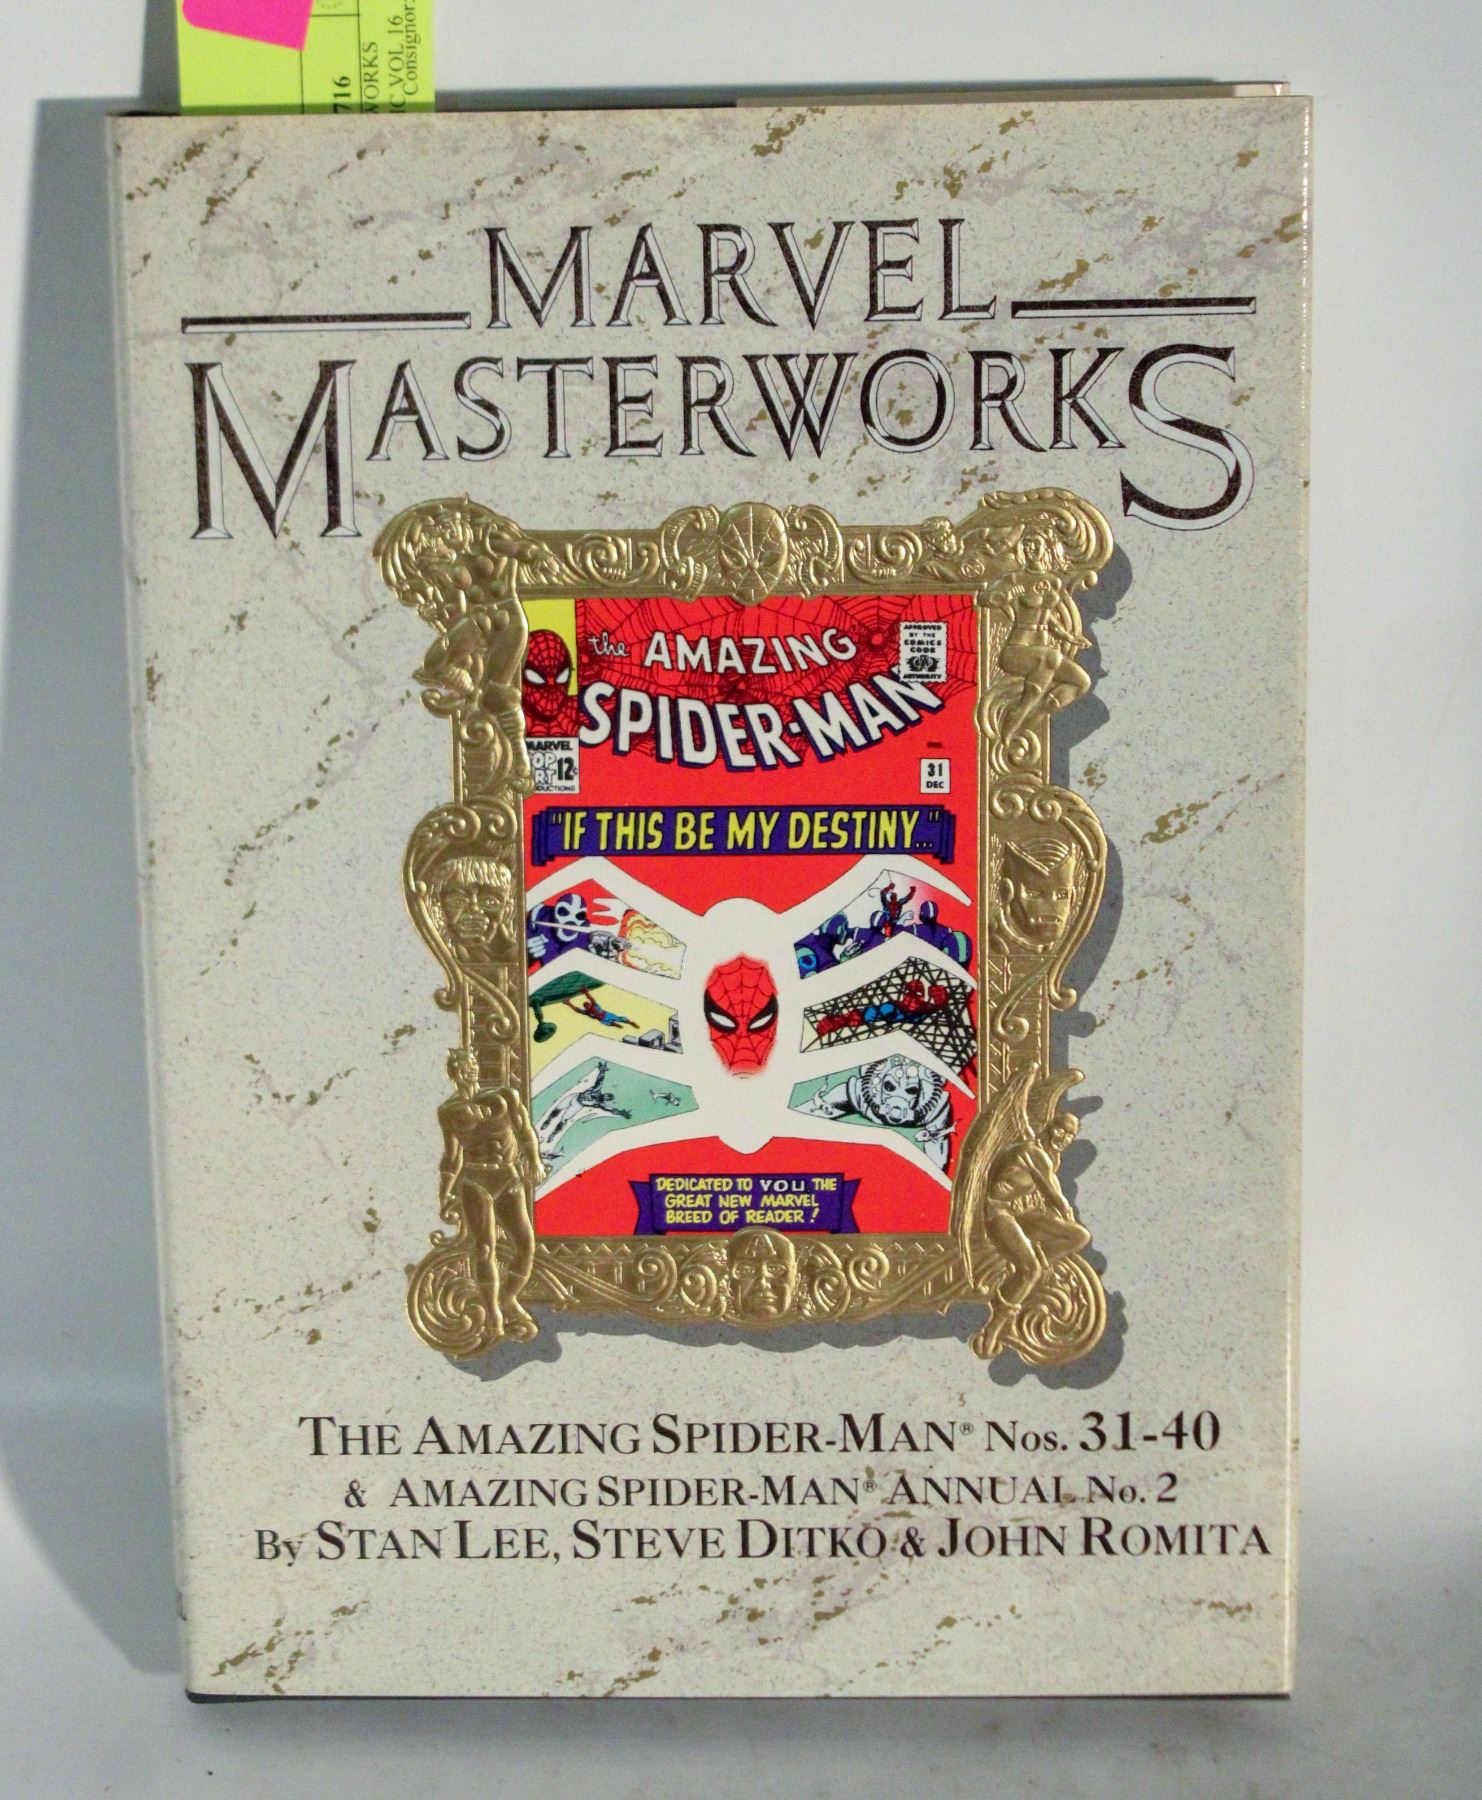 716
WORKS
VOL 16
Consignor:
MARVEL
MASTERWORKS
the AMAZING
SPIDER-MAN
APPROVED
BY THE
COMICS
CODE
AUTHORITY
MARVEL
POP
ART 12¢
PRODUCTIONS
IND.
31
DEC
"IF THIS BE MY DESTINY..."
DEDICATED TO YOU, THE
GREAT NEW MARVEL
BREED OF READER!
THE AMAZING SPIDER-MAN® Nos. 31-40
& AMAZING SPIDER-MAN® ANNUAL No. 2
By STAN LEE, STEVE DITKO & JOHN ROMITA